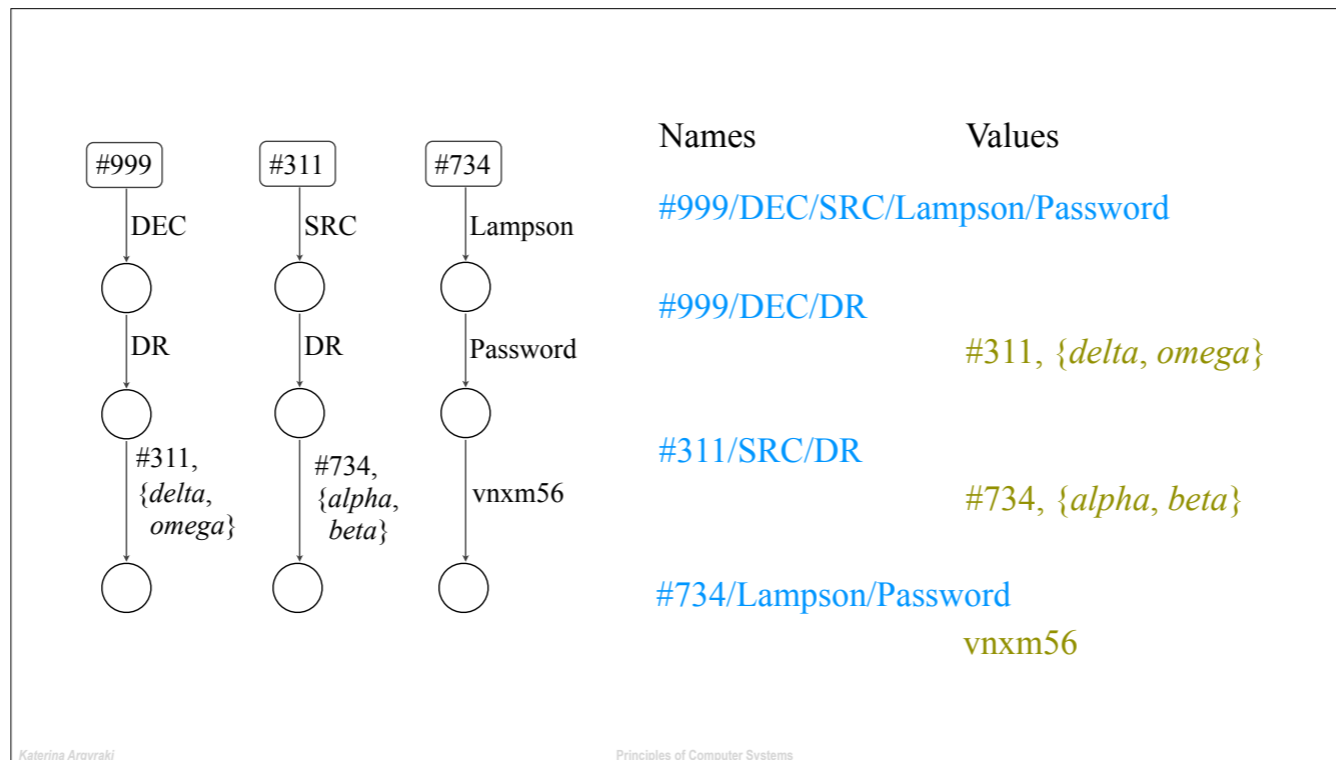 #999
#311
#734
DEC
SRC
Lampson
DR
DR
Password
#311,
{delta,
omega}
#734,
{alpha,
beta}
vnxm56
Names
Values
#999/DEC/SRC/Lampson/Password
#999/DEC/DR
#311, {delta, omega}
#311/SRC/DR
#734, {alpha, beta}
#734/Lampson/Password
vnxm56
Katerina Argyraki
Principles of Computer Systems